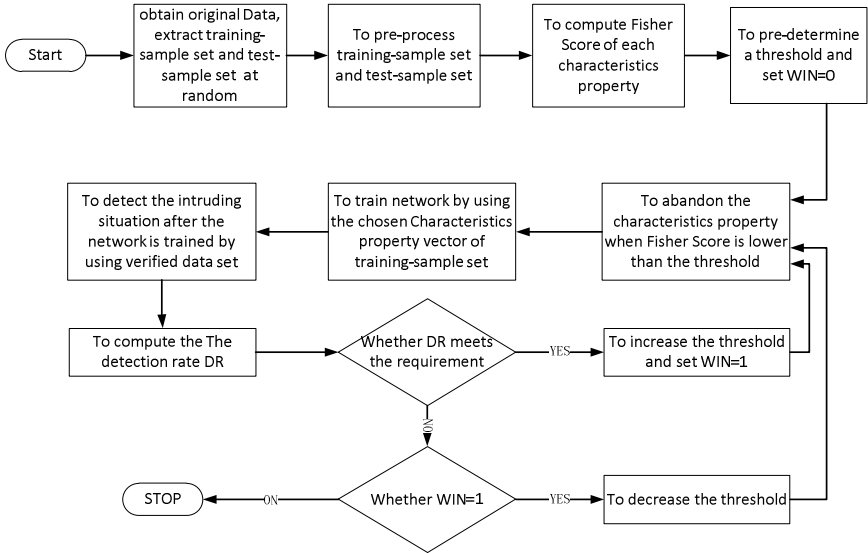 Start
obtain original Data,
extract training-
sample set and test-
sample set at
random
To pre-process
training-sample set
and test-sample set
To compute Fisher
Score of each
characteristics
property
To pre-determine
a threshold and
set WIN=0
To detect the intruding
situation after the
network is trained by
using verified data set
To train network by using
the chosen Characteristics
property vector of
training-sample set
To abandon the
characteristics property
when Fisher Score is lower
than the threshold
To compute the The
detection rate DR
Whether DR meets
the requirement
YES
To increase the threshold
and set WIN=1
NO
STOP
ON
Whether WIN=1
YES
To decrease the threshold